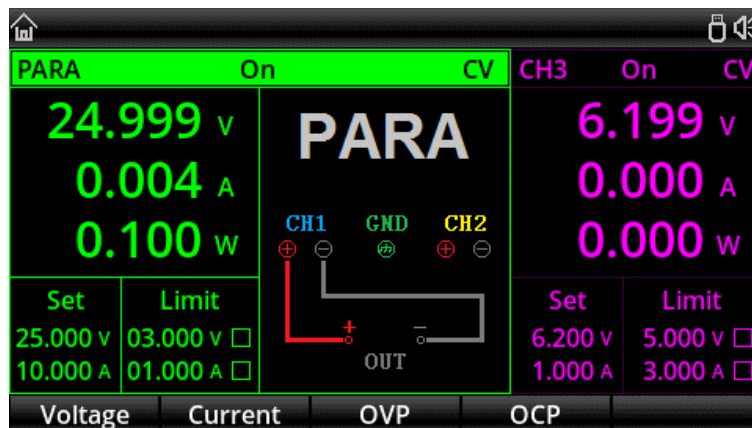 PARA On CV
24.999 V
0.004 A
0.100 W
Set Limit
25.000 V 03.000 V
10.000 A 01.000 A
PARA
CH1 GND CH2
+ −
OUT
CH3 On CV
6.199 V
0.000 A
0.000 W
Set Limit
6.200 V 5.000 V
1.000 A 3.000 A
Voltage Current OVP OCP